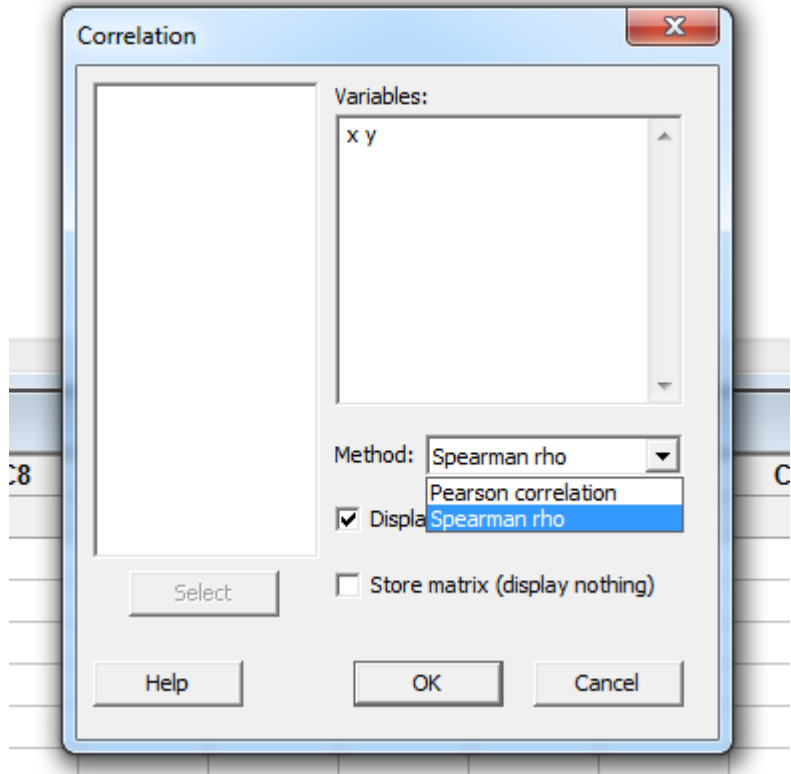 Correlation
X
Variables:
x y
Method: Spearman rho
Pearson correlation
Spearman rho
Displa
Select
Store matrix (display nothing)
Help
OK
Cancel
C8
C